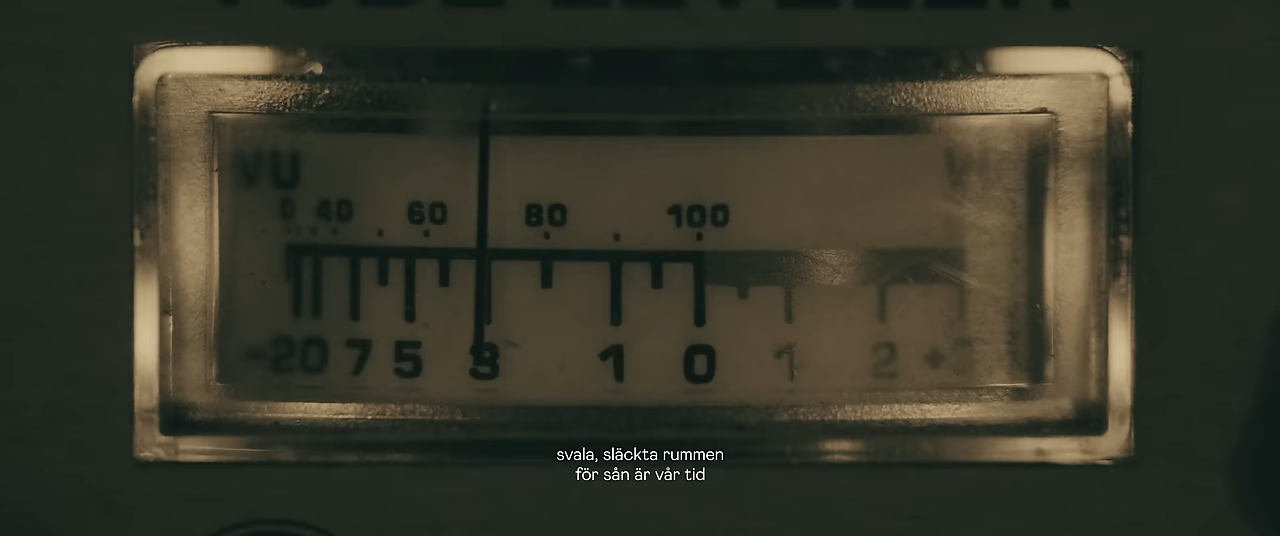 VU
0 40 60 80 100
-20 7 5 3 1 0 1 2 +
svala, släckta rummen
för sån är vår tid